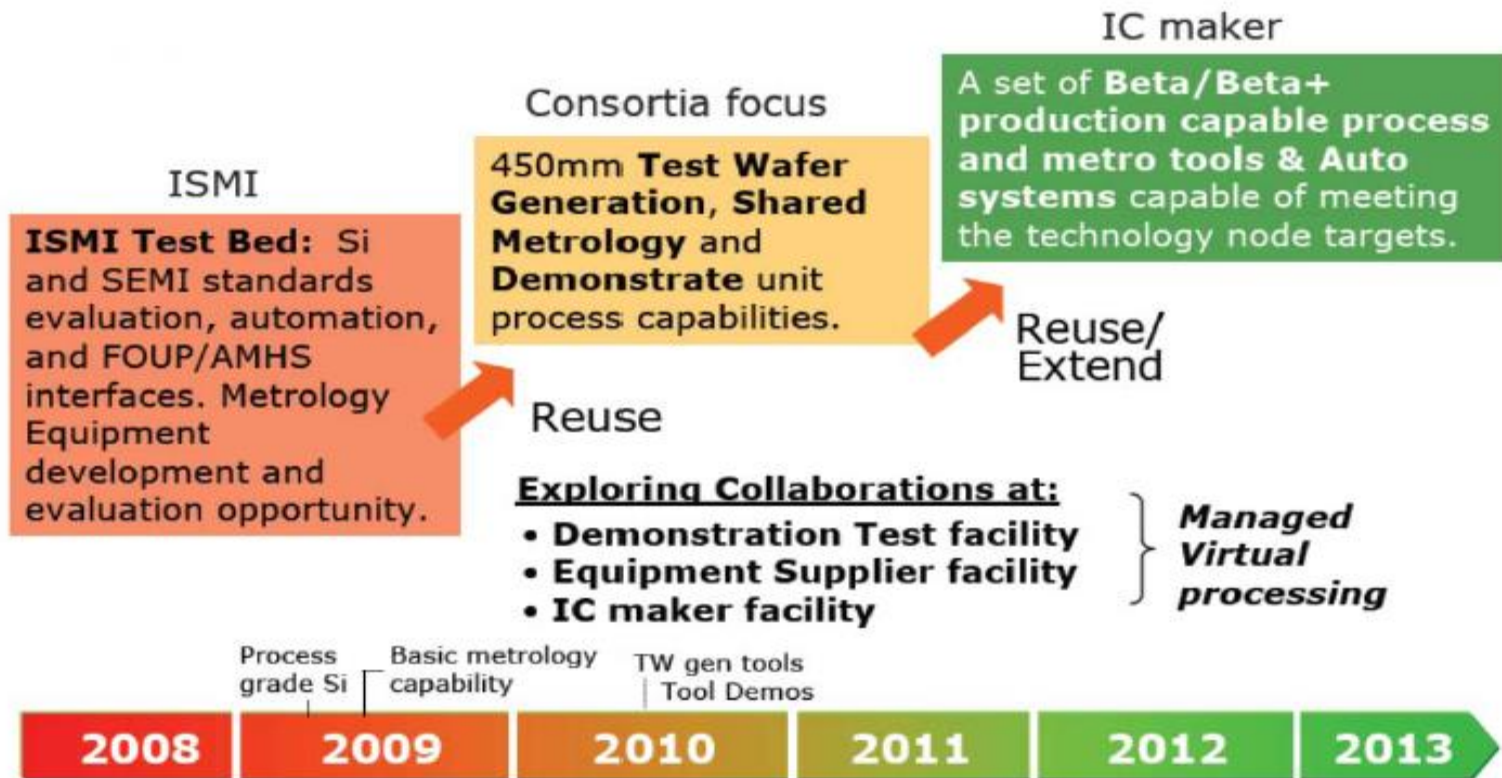 ISMI
ISMI Test Bed: Si
and SEMI standards
evaluation, automation,
and FOUP/AMHS
interfaces. Metrology
Equipment
development and
evaluation opportunity.
Reuse
Consortia focus
450mm Test Wafer
Generation, Shared
Metrology and
Demonstrate unit
process capabilities.
Reuse/
Extend
IC maker
A set of Beta/Beta+
production capable process
and metro tools & Auto
systems capable of meeting
the technology node targets.
Exploring Collaborations at:
• Demonstration Test facility
• Equipment Supplier facility
• IC maker facility
Managed
Virtual
processing
Process
grade Si
Basic metrology
capability
TW gen tools
Tool Demos
2008 2009 2010 2011 2012 2013